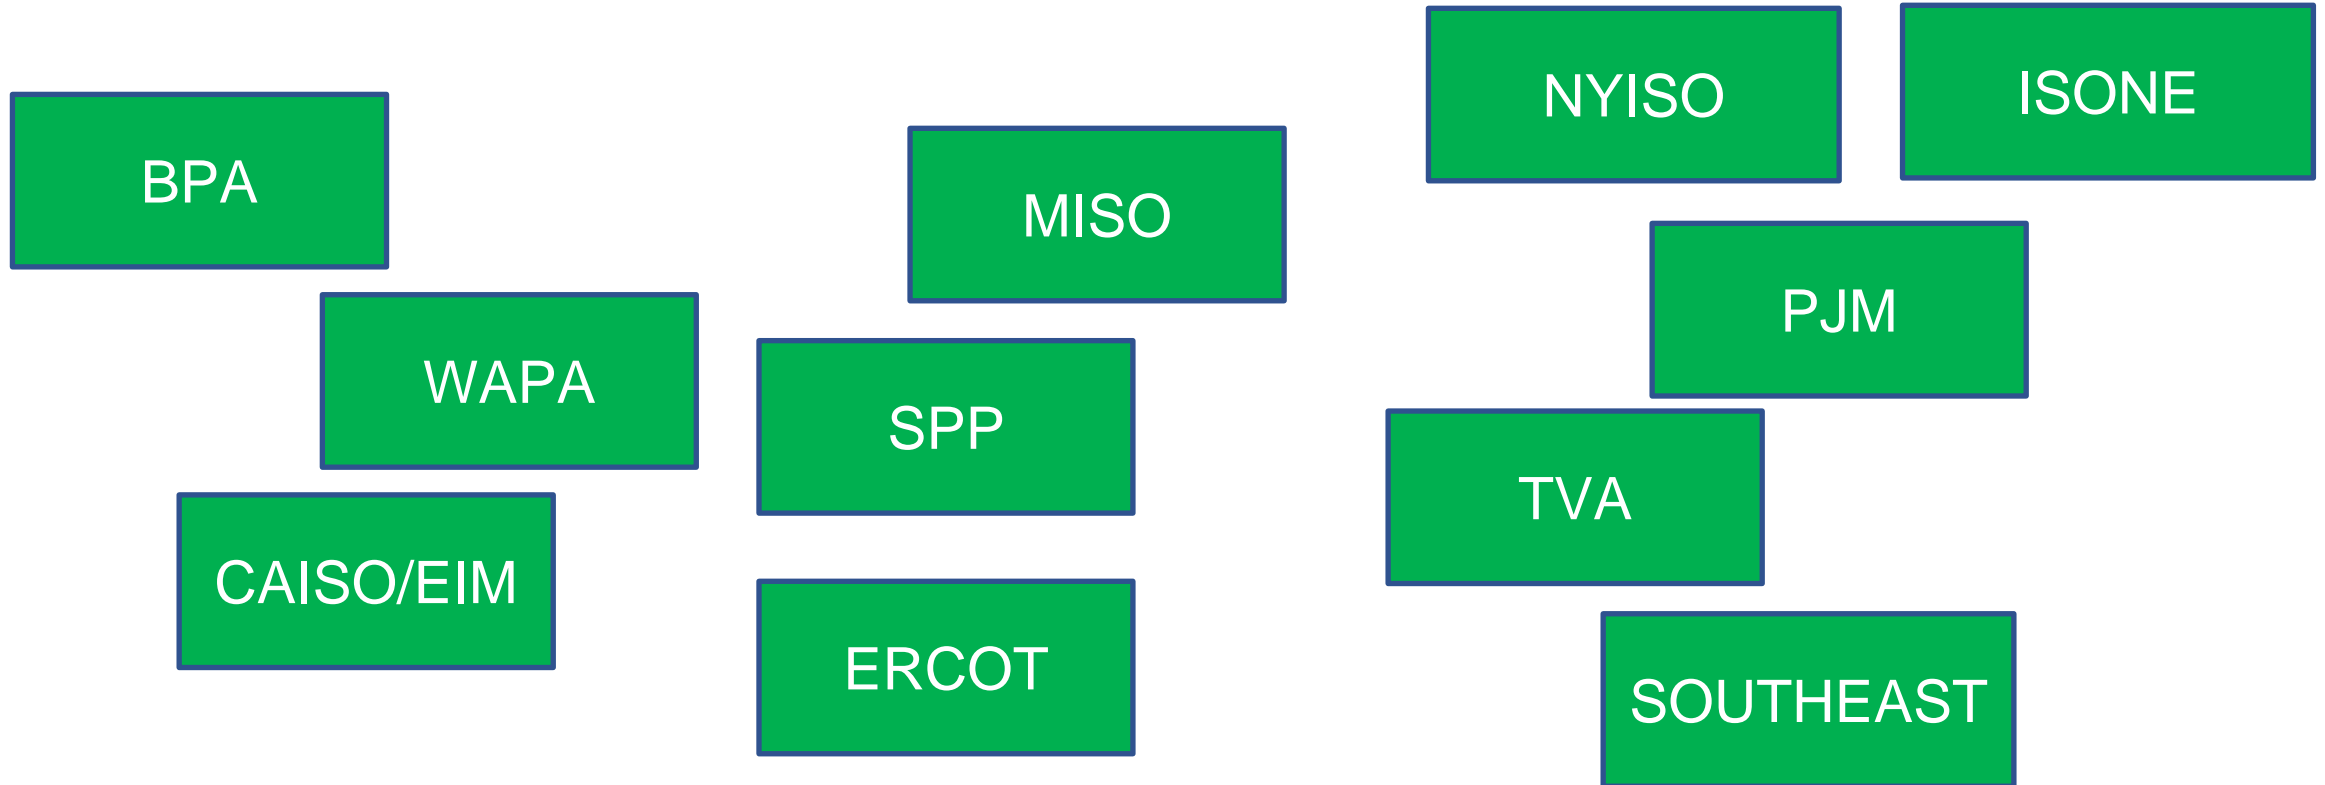 NYISO
ISONE
BPA
MISO
PJM
WAPA
SPP
TVA
CAISO/EIM
ERCOT
SOUTHEAST